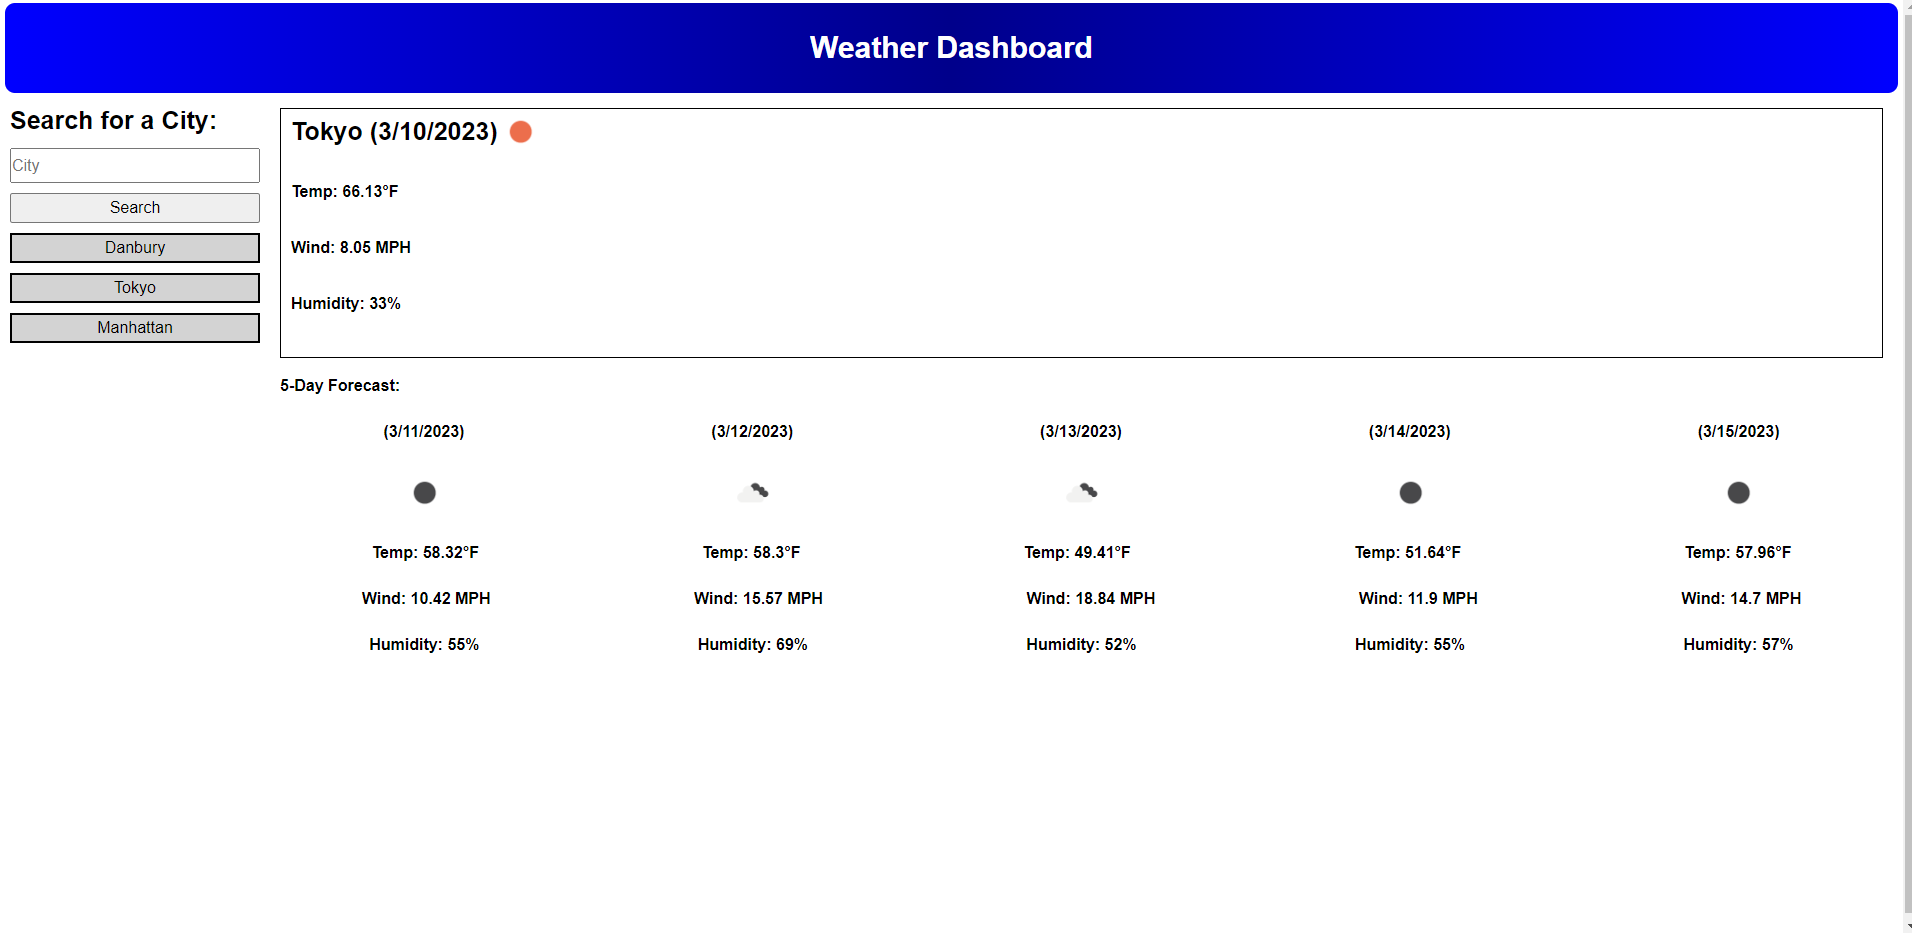 Weather Dashboard
Search for a City:
City
Search
Danbury
Tokyo
Manhattan
Tokyo (3/10/2023)
Temp: 66.13°F
Wind: 8.05 MPH
Humidity: 33%
5-Day Forecast:
(3/11/2023) (3/12/2023) (3/13/2023) (3/14/2023) (3/15/2023)
Temp: 58.32°F Temp: 58.3°F Temp: 49.41°F Temp: 51.64°F Temp: 57.96°F
Wind: 10.42 MPH Wind: 15.57 MPH Wind: 18.84 MPH Wind: 11.9 MPH Wind: 14.7 MPH
Humidity: 55% Humidity: 69% Humidity: 52% Humidity: 55% Humidity: 57%